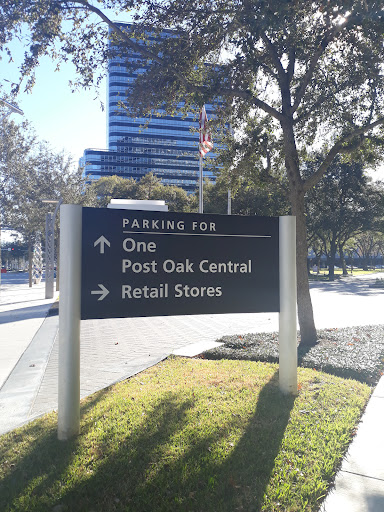 PARKING FOR
↑ One
Post Oak Central
→ Retail Stores